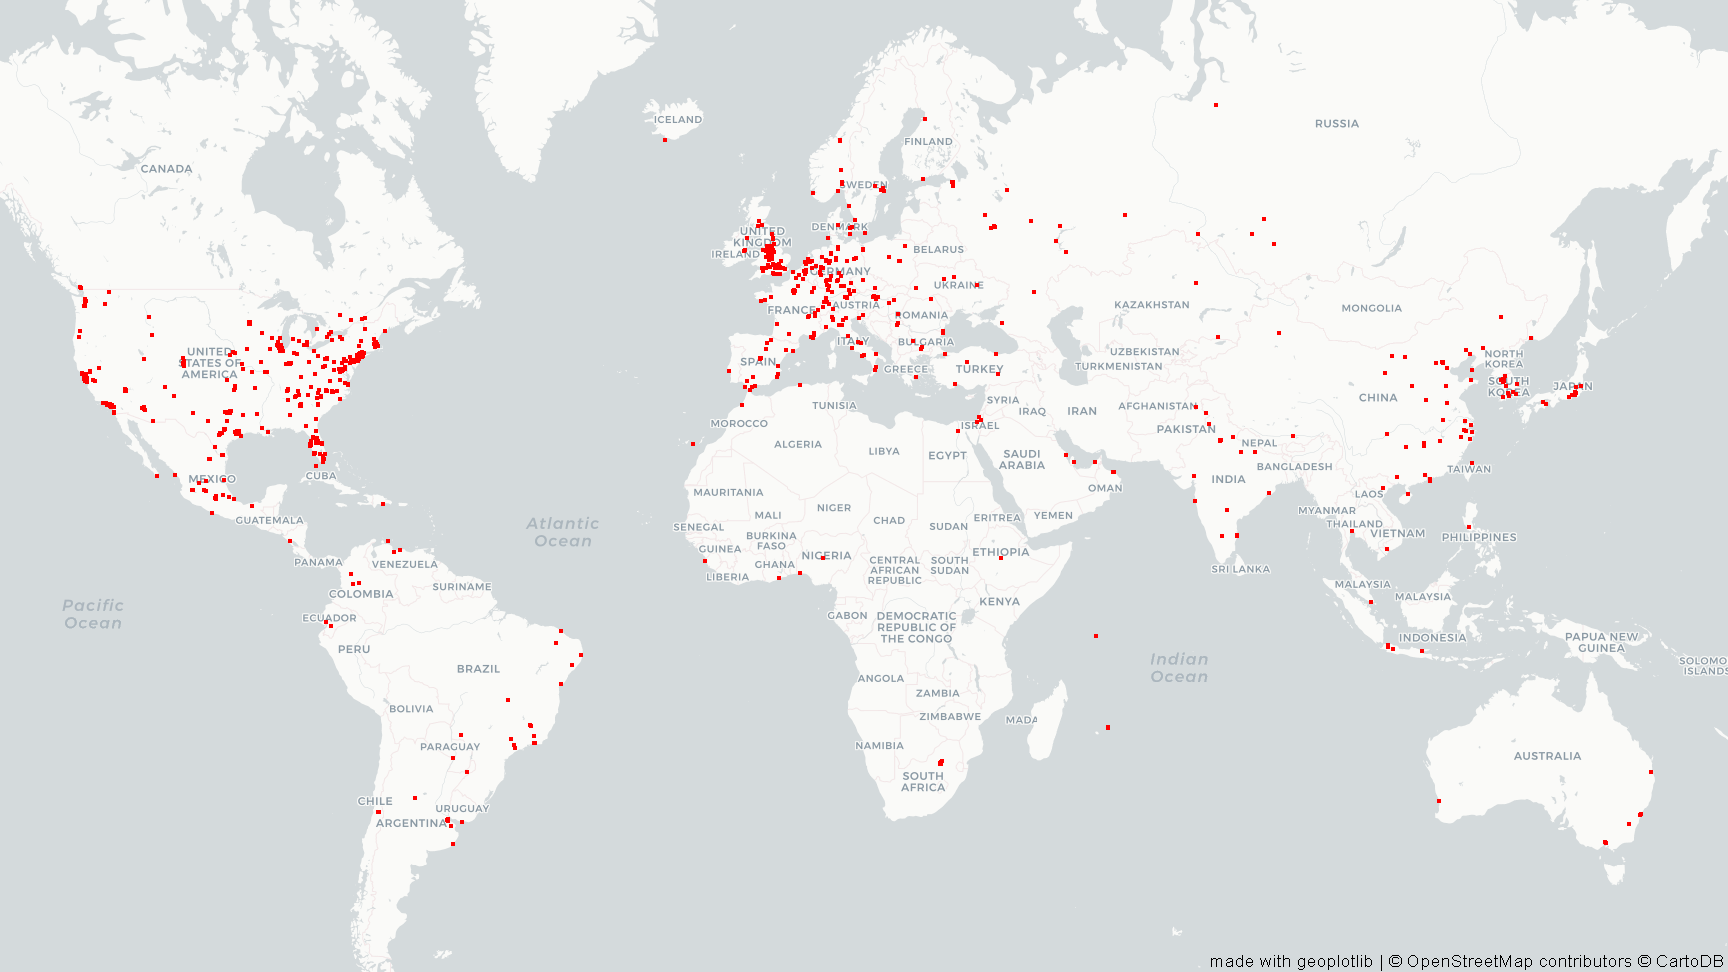 ICELAND
RUSSIA
FINLAND
CANADA
SWEDEN
DENMARK
UNITED
KINGDOM
IRELAND
BELARUS
GERMANY
UKRAINE
KAZAKHSTAN
MONGOLIA
FRANCE
AUSTRIA
ROMANIA
ITALY
BULGARIA
UNITED
STATES OF
AMERICA
SPAIN
GREECE
TURKEY
UZBEKISTAN
TURKMENISTAN
NORTH
KOREA
SOUTH
KOREA
JAPAN
CHINA
TUNISIA
SYRIA
IRAQ
IRAN
AFGHANISTAN
MOROCCO
ISRAEL
PAKISTAN
ALGERIA
LIBYA
EGYPT
SAUDI
ARABIA
NEPAL
BANGLADESH
TAIWAN
MEXICO
CUBA
OMAN
INDIA
MAURITANIA
LAOS
GUATEMALA
Atlantic
Ocean
SENEGAL
MALI
NIGER
CHAD
SUDAN
ERITREA
YEMEN
MYANMAR
THAILAND
VIETNAM
PHILIPPINES
BURKINA
FASO
GUINEA
NIGERIA
ETHIOPIA
PANAMA
VENEZUELA
GHANA
LIBERIA
CENTRAL
AFRICAN
REPUBLIC
SOUTH
SUDAN
SRI LANKA
SURINAME
COLOMBIA
MALAYSIA
MALAYSIA
Pacific
Ocean
ECUADOR
GABON
KENYA
DEMOCRATIC
REPUBLIC OF
THE CONGO
INDONESIA
PAPUA NEW
GUINEA
PERU
BRAZIL
Indian
Ocean
SOLOMO
ISLANDS
ANGOLA
ZAMBIA
BOLIVIA
ZIMBABWE
MADA
PARAGUAY
NAMIBIA
AUSTRALIA
SOUTH
AFRICA
CHILE
URUGUAY
ARGENTINA
made with geoplotlib | © OpenStreetMap contributors © CartoDB